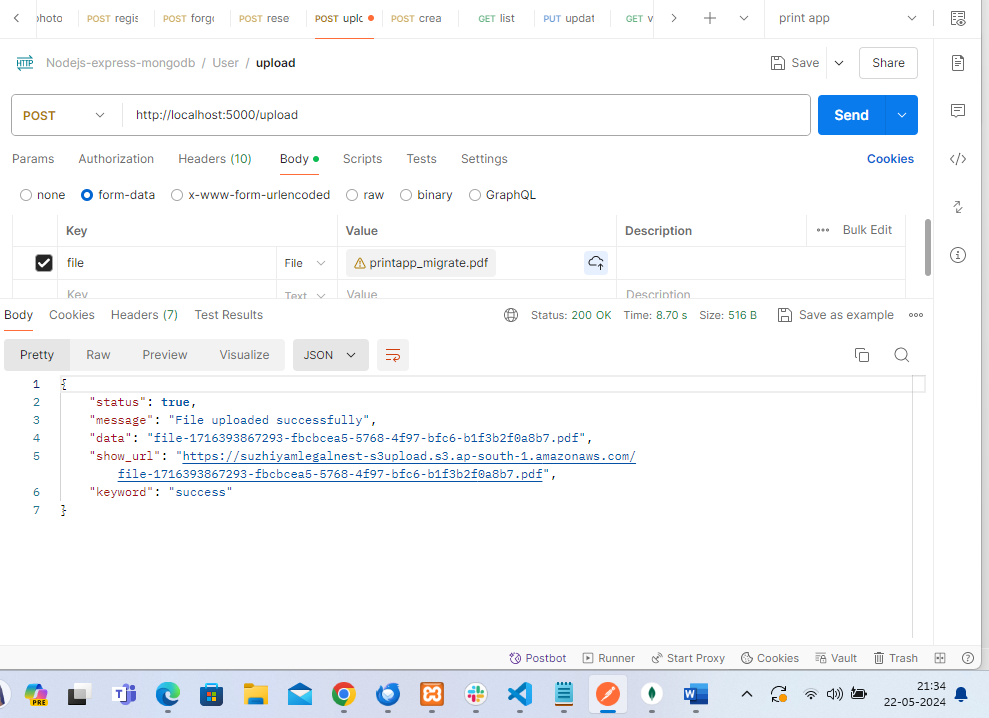 photo POST regis POST forg POST rese POST uplo POST crea GET list PUT updat GET v print app
HTTP Nodejs-express-mongodb / User / upload Save Share
POST http://localhost:5000/upload Send
Params Authorization Headers (10) Body Scripts Tests Settings Cookies
none form-data x-www-form-urlencoded raw binary GraphQL
Key Value Description ••• Bulk Edit
file File printapp_migrate.pdf
Key Text Value Description
Body Cookies Headers (7) Test Results Status: 200 OK Time: 8.70 s Size: 516 B Save as example •••
Pretty Raw Preview Visualize JSON
1 {
2 "status": true,
3 "message": "File uploaded successfully",
4 "data": "file-1716393867293-fbcbcea5-5768-4f97-bfc6-b1f3b2f0a8b7.pdf",
5 "show_url": "https://suzhiyamlegalnest-s3upload.s3.ap-south-1.amazonaws.com/
file-1716393867293-fbcbcea5-5768-4f97-bfc6-b1f3b2f0a8b7.pdf",
6 "keyword": "success"
7 }
Postbot Runner Start Proxy Cookies Vault Trash
PRE 21:34
22-05-2024